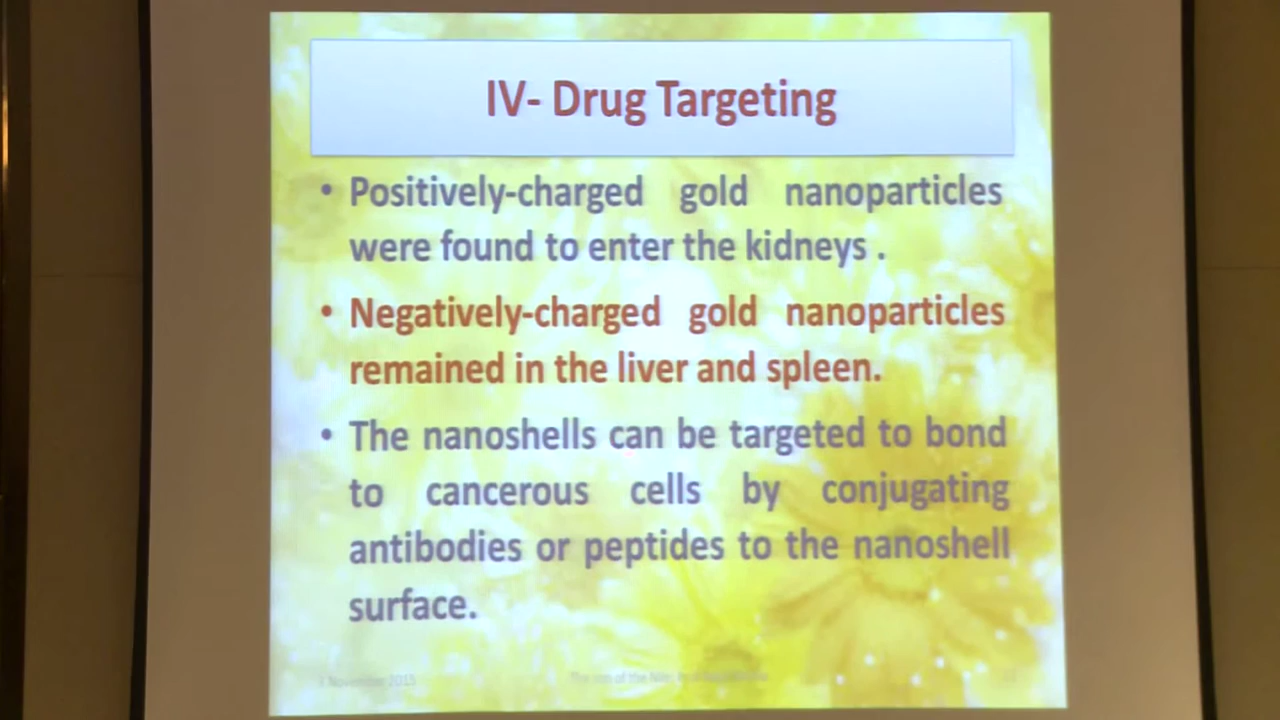 IV- Drug Targeting
• Positively-charged gold nanoparticles
were found to enter the kidneys .
• Negatively-charged gold nanoparticles
remained in the liver and spleen.
• The nanoshells can be targeted to bond
to cancerous cells by conjugating
antibodies or peptides to the nanoshell
surface.
November 2015